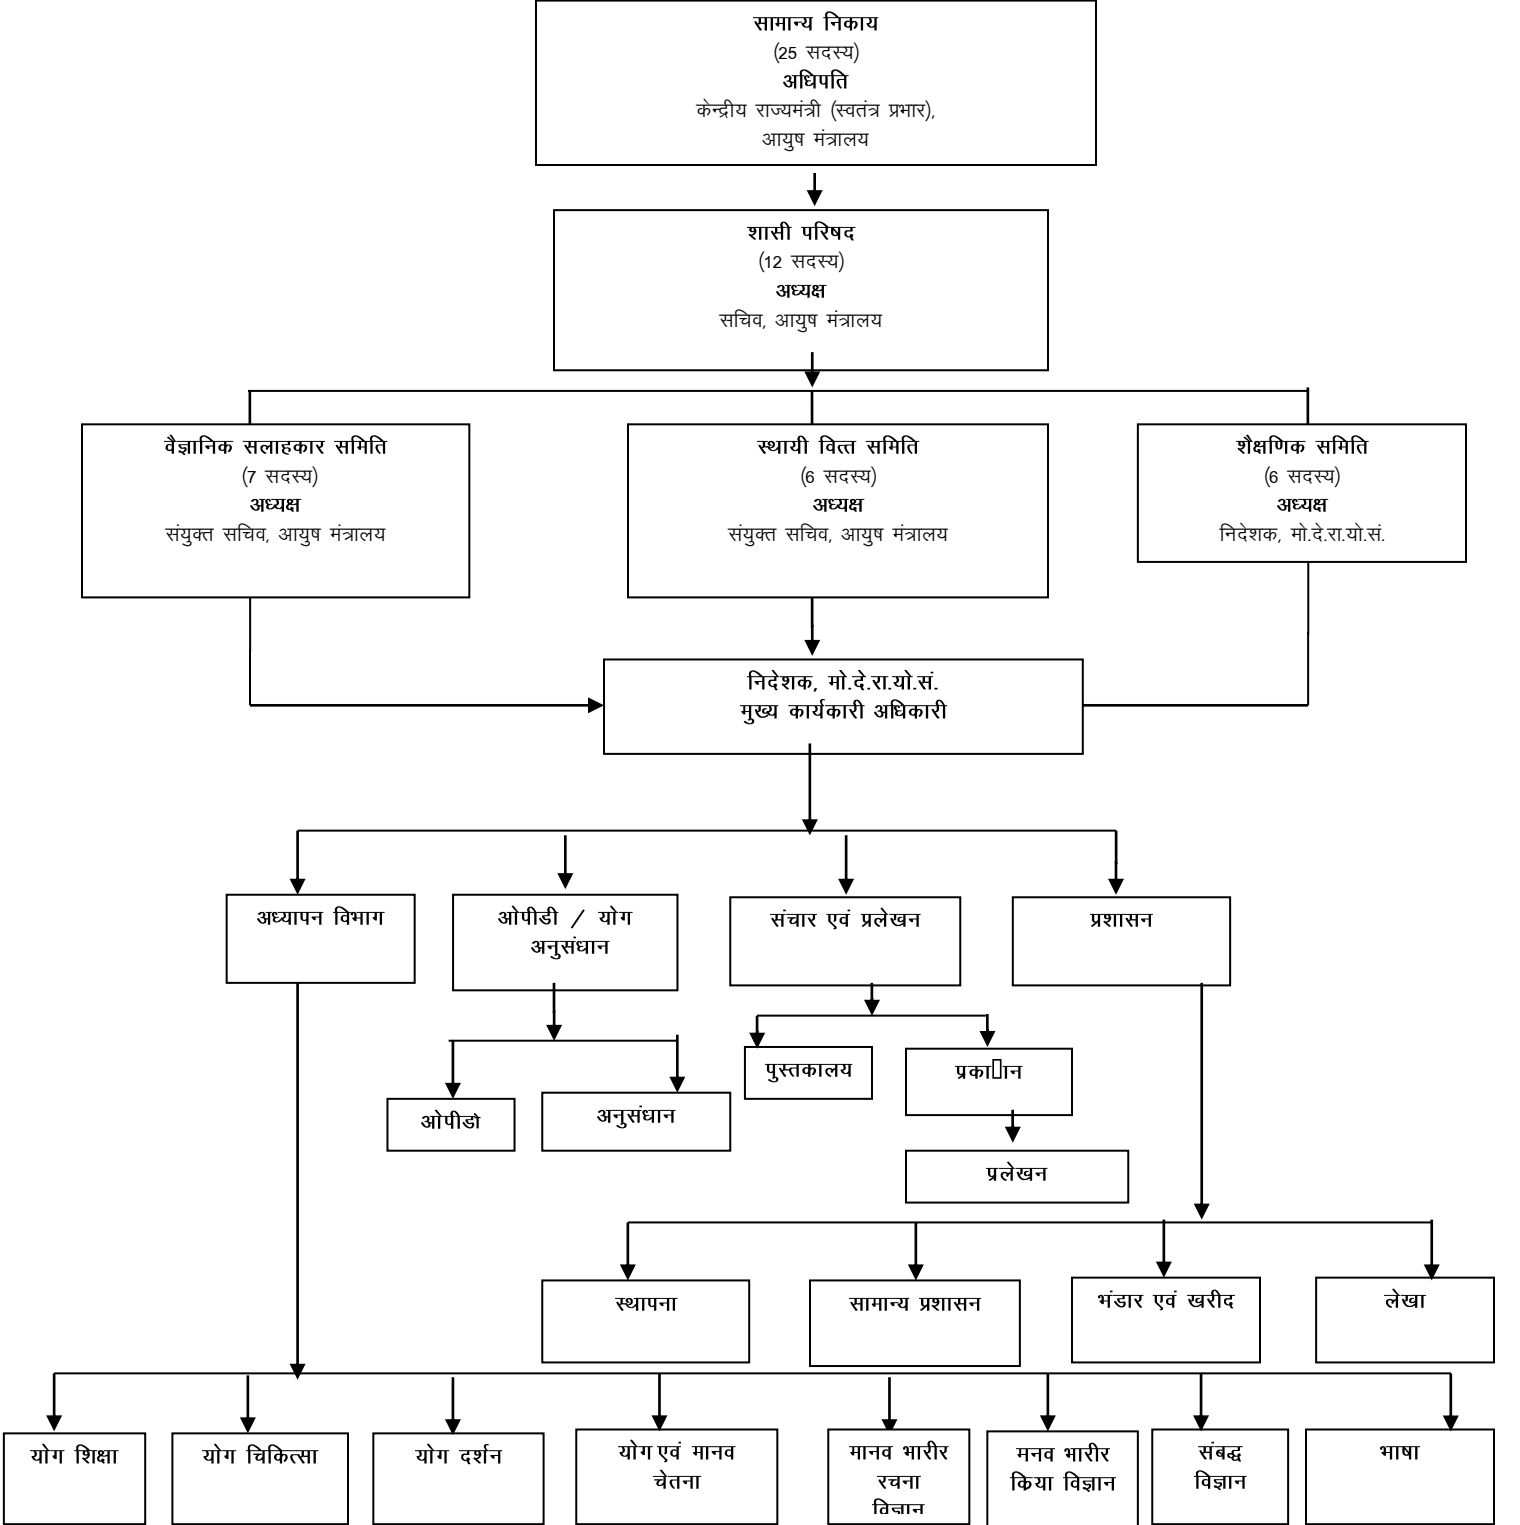 सामान्य निकाय
(25 सदस्य)
अधिपति
केन्द्रीय राज्यमंत्री (स्वतंत्र प्रभार),
आयुष मंत्रालय
शासी परिषद
(12 सदस्य)
अध्यक्ष
सचिव, आयुष मंत्रालय
वैज्ञानिक सलाहकार समिति
(7 सदस्य)
अध्यक्ष
संयुक्त सचिव, आयुष मंत्रालय
स्थायी वित्त समिति
(6 सदस्य)
अध्यक्ष
संयुक्त सचिव, आयुष मंत्रालय
शैक्षणिक समिति
(6 सदस्य)
अध्यक्ष
निदेशक, मो.दे.रा.यो.सं.
निदेशक, मो.दे.रा.यो.सं.
मुख्य कार्यकारी अधिकारी
अध्यापन विभाग
ओपीडी / योग
अनुसंधान
संचार एवं प्रलेखन
प्रशासन
पुस्तकालय
प्रका▯ान
ओपीडी
अनुसंधान
प्रलेखन
स्थापना
सामान्य प्रशासन
भंडार एवं खरीद
लेखा
योग शिक्षा
योग चिकित्सा
योग दर्शन
योग एवं मानव
चेतना
मानव भारीर
रचना
विज्ञान
मनव भारीर
क्रिया विज्ञान
संबद्ध
विज्ञान
भाषा